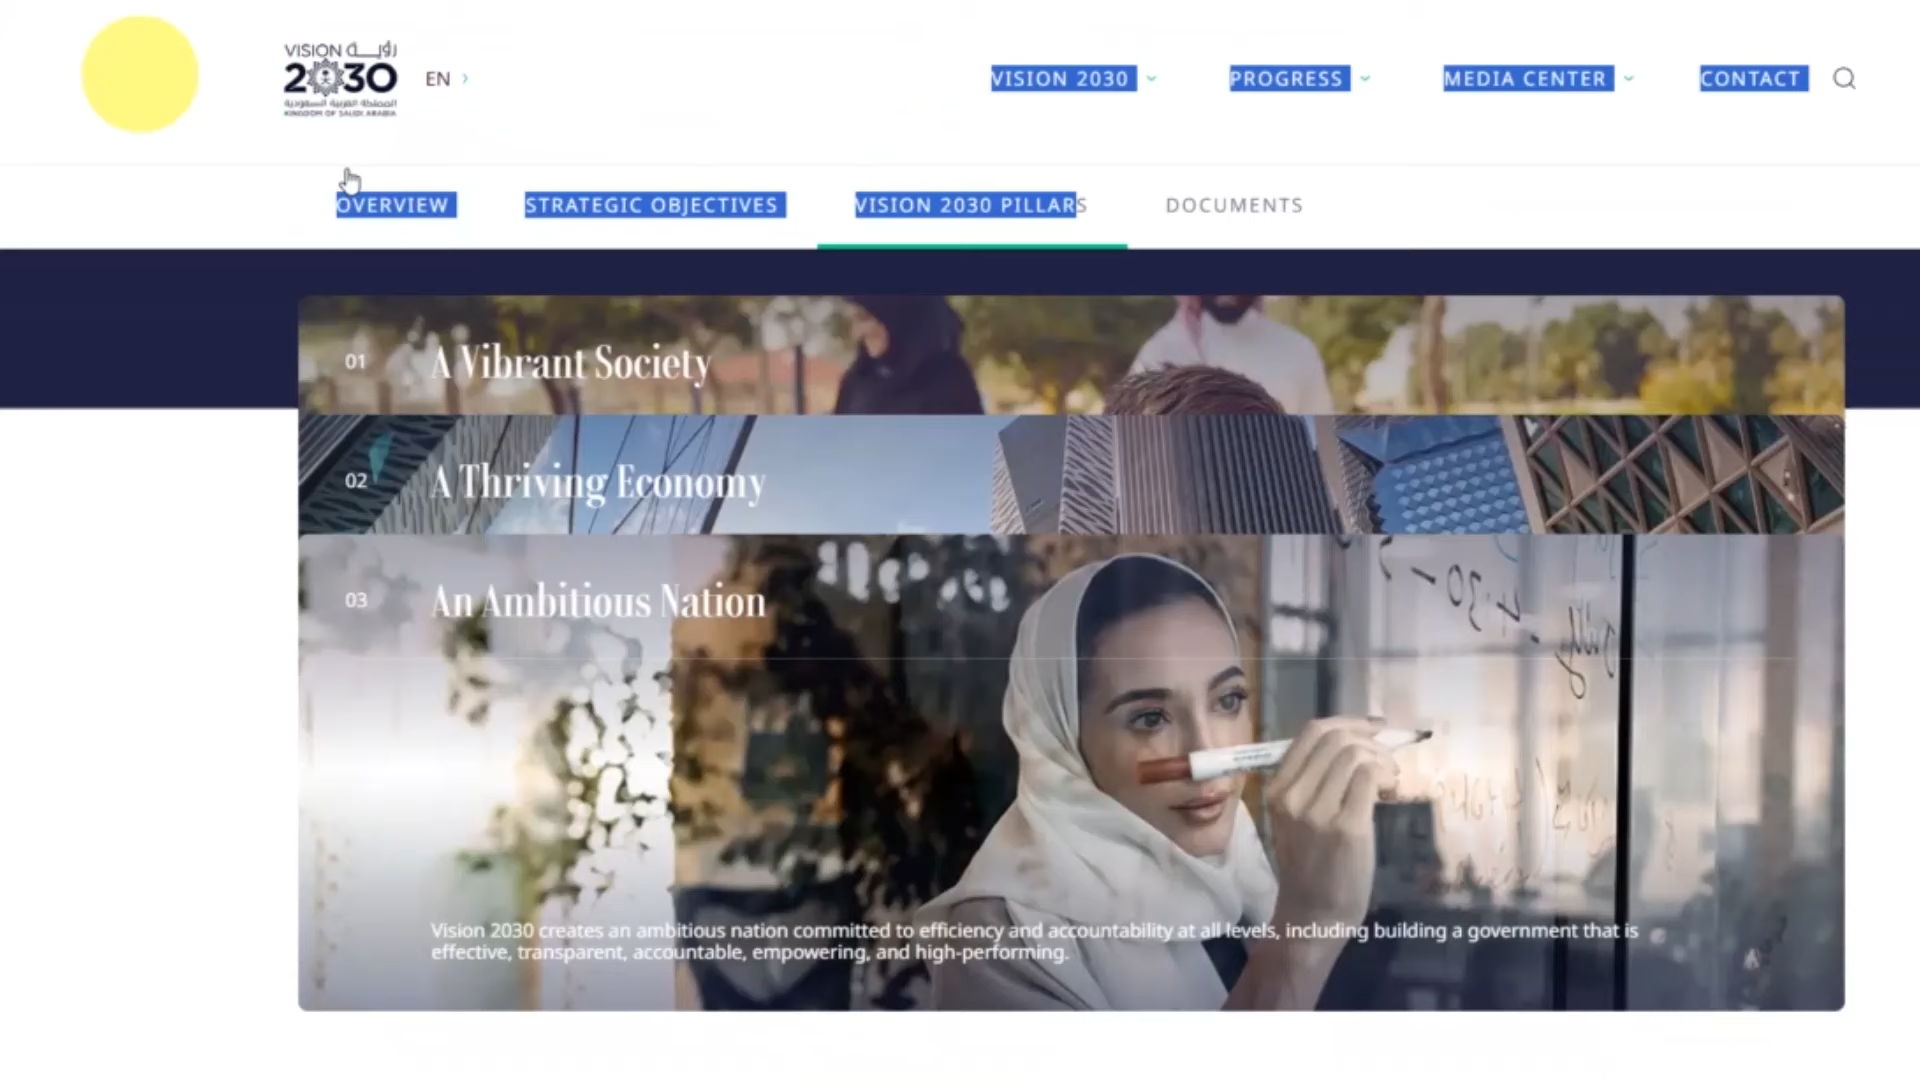 VISION رؤيــــة
2030
المملكة العربية السعودية
KINGDOM OF SAUDI ARABIA
EN
VISION 2030
PROGRESS
MEDIA CENTER
CONTACT
OVERVIEW
STRATEGIC OBJECTIVES
VISION 2030 PILLARS
DOCUMENTS
01 A Vibrant Society
02 A Thriving Economy
03 An Ambitious Nation
Vision 2030 creates an ambitious nation committed to efficiency and accountability at all levels, including building a government that is
effective, transparent, accountable, empowering, and high-performing.